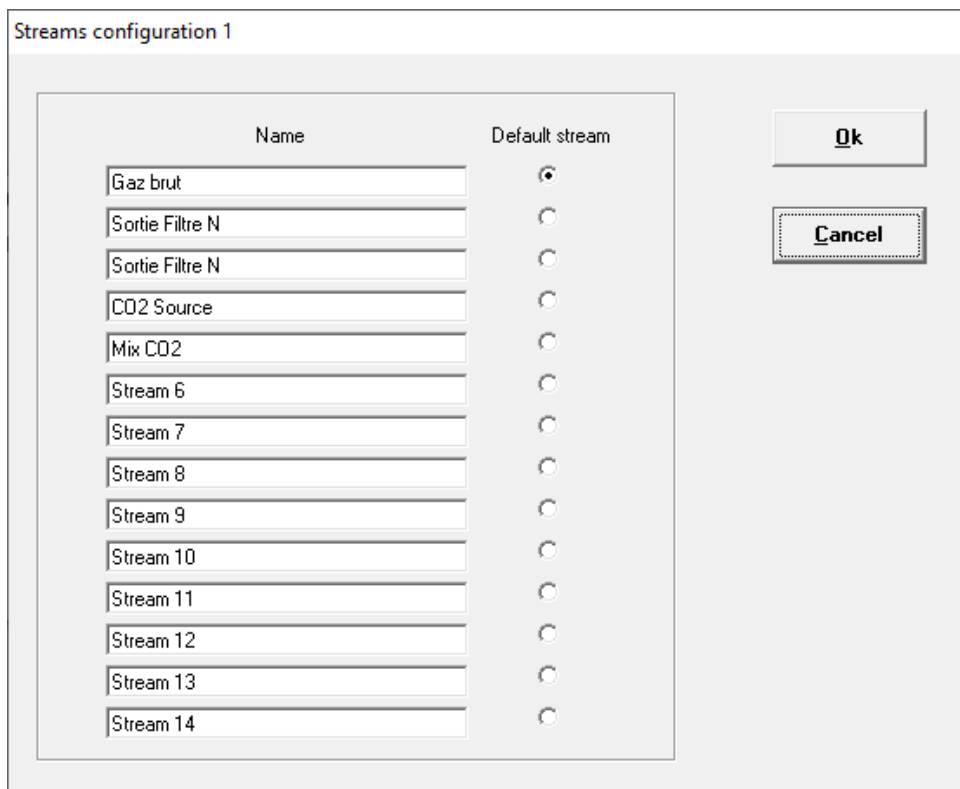 Streams configuration 1
Name Default stream
Ok
Gaz brut
Sortie Filtre N
Cancel
Sortie Filtre N
CO2 Source
Mix CO2
Stream 6
Stream 7
Stream 8
Stream 9
Stream 10
Stream 11
Stream 12
Stream 13
Stream 14